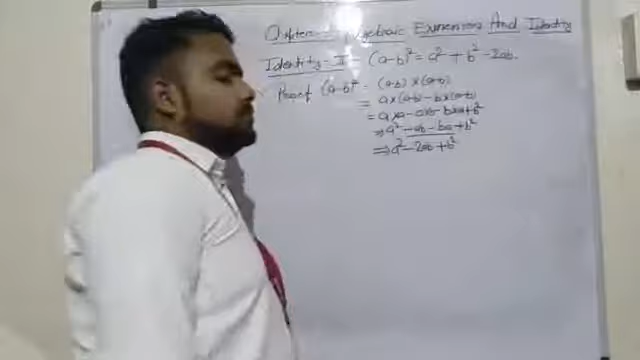 Algebraic Expressions And Identity
Identity-II = (a-b)² = a² + b² - 2ab.
Proof (a-b)² = (a-b) × (a-b)
= a×(a-b) - b×(a-b)
= a×a - a×b - b×a + b²
⇒ a² - ab - ba + b²
⇒ a² - 2ab + b²